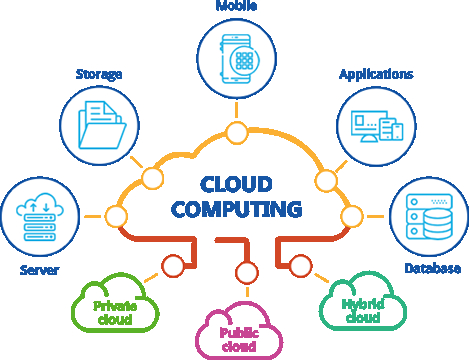 Mobile
Storage
Applications
CLOUD
COMPUTING
Server
Database
Private
cloud
Hybrid
cloud
Public
cloud